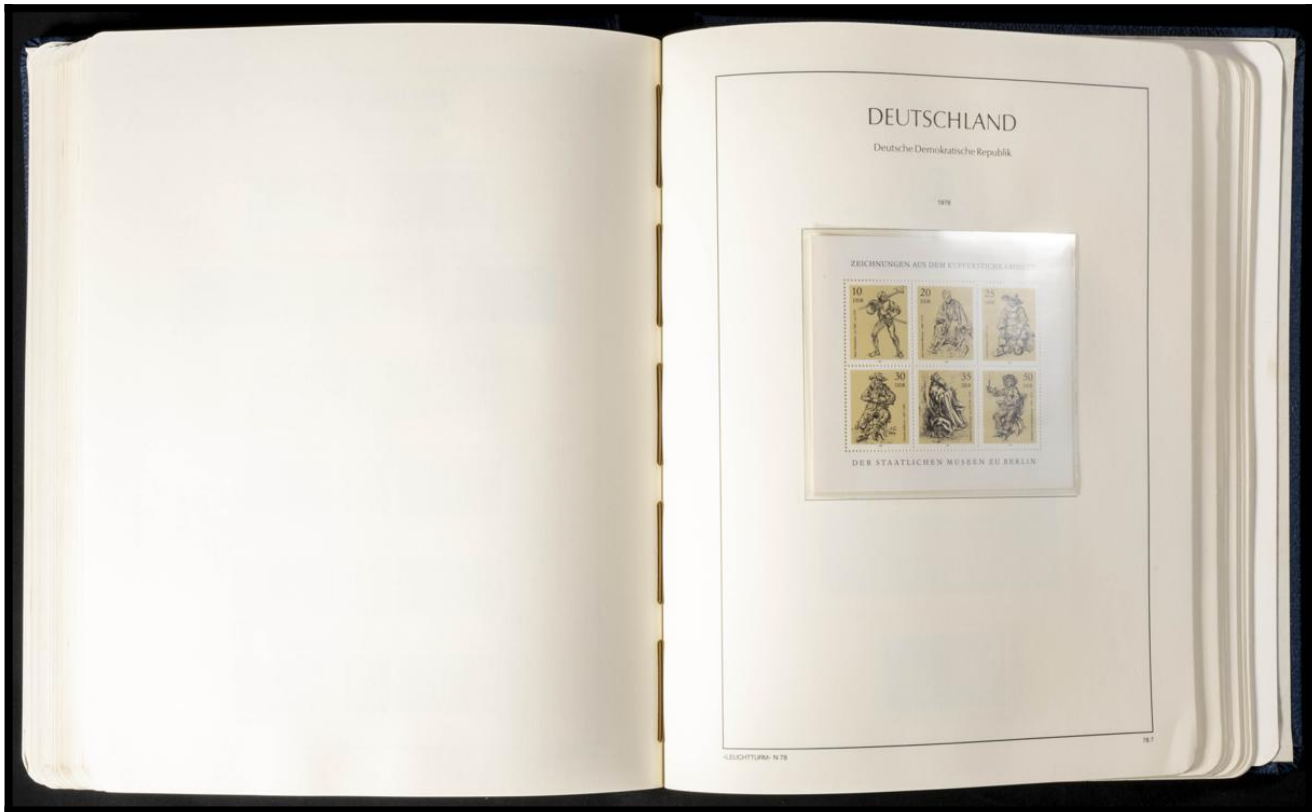 DEUTSCHLAND
Deutsche Demokratische Republik
1978
ZEICHNUNGEN AUS DEM KUPFERSTICHKABINETT
10
DDR
20
DDR
25
DDR
30
DDR
35
DDR
50
DDR
DER STAATLICHEN MUSEEN ZU BERLIN
›LEUCHTTURM‹ N 78
78.7